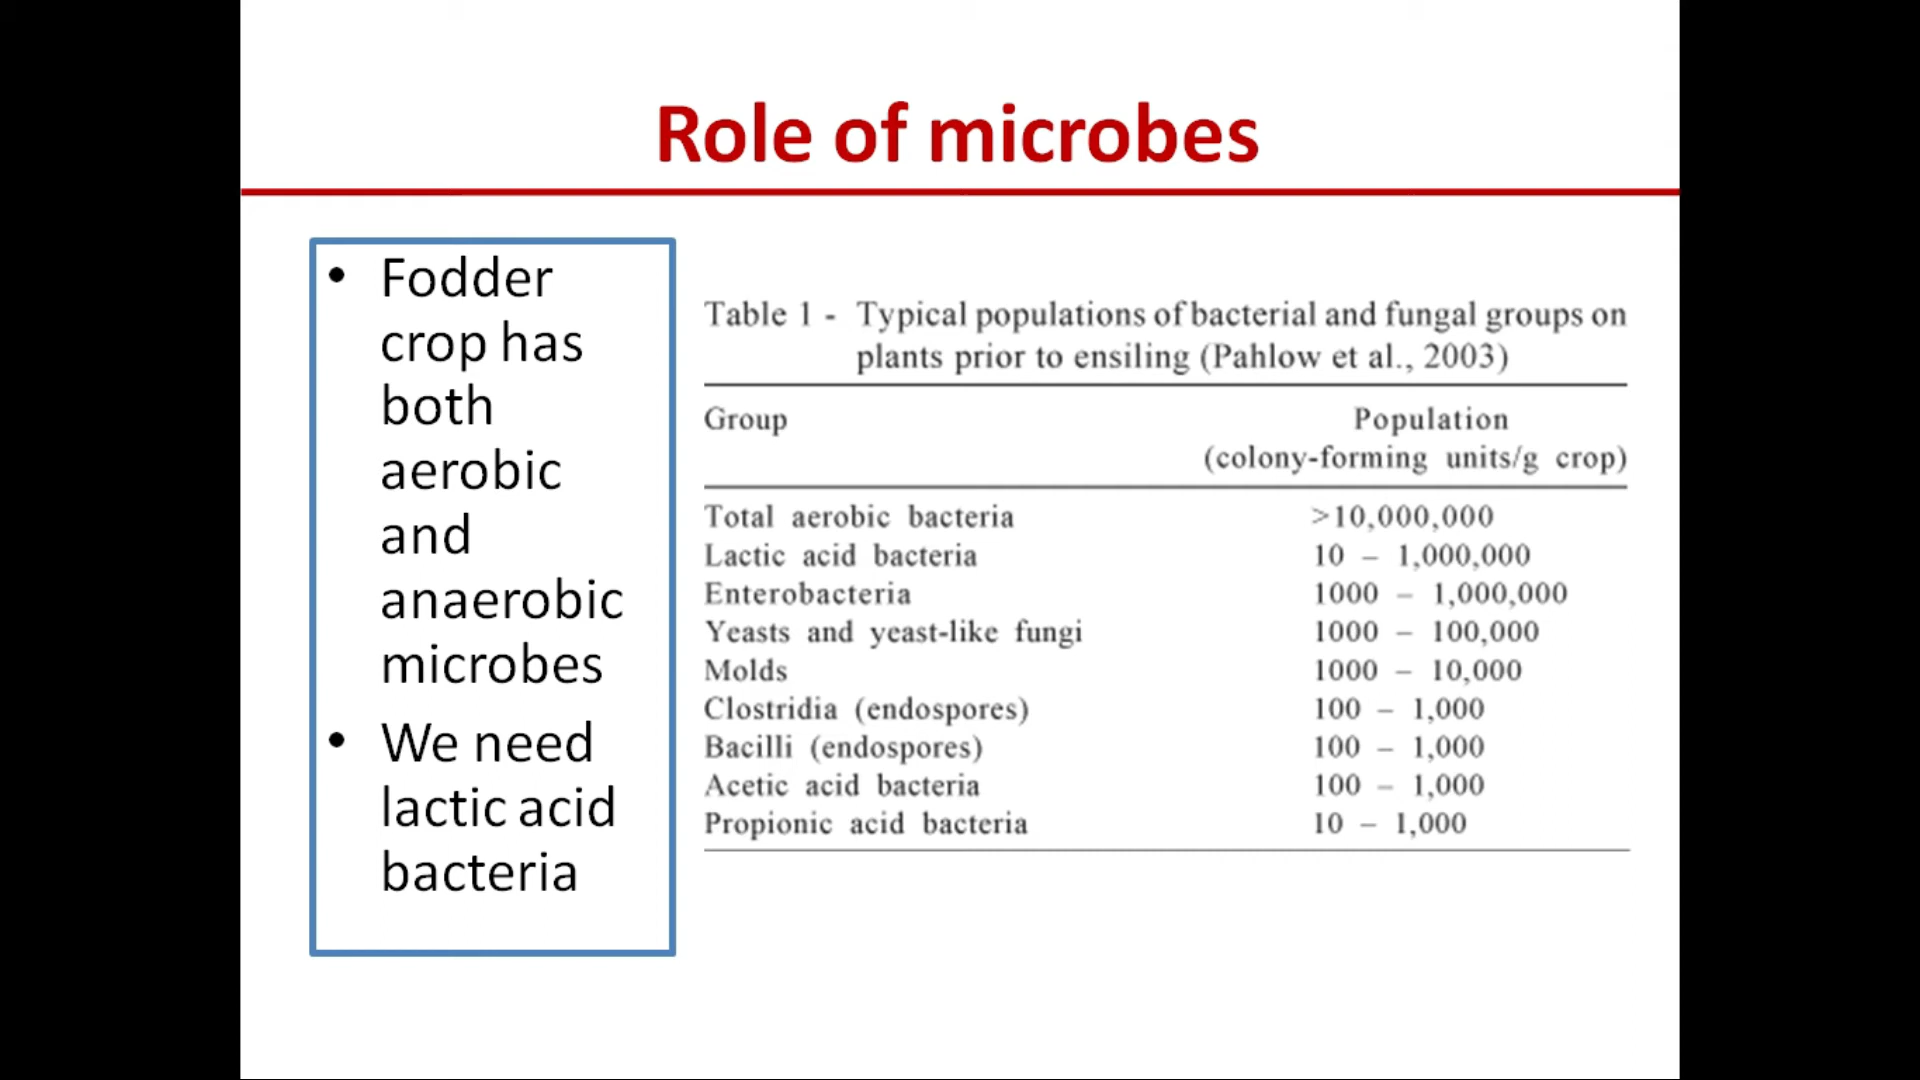 Role of microbes
• Fodder
crop has
both
aerobic
and
anaerobic
microbes
• We need
lactic acid
bacteria
Table 1 - Typical populations of bacterial and fungal groups on
plants prior to ensiling (Pahlow et al., 2003)
Group Population
(colony-forming units/g crop)
Total aerobic bacteria >10,000,000
Lactic acid bacteria 10 – 1,000,000
Enterobacteria 1000 – 1,000,000
Yeasts and yeast-like fungi 1000 – 100,000
Molds 1000 – 10,000
Clostridia (endospores) 100 – 1,000
Bacilli (endospores) 100 – 1,000
Acetic acid bacteria 100 – 1,000
Propionic acid bacteria 10 – 1,000